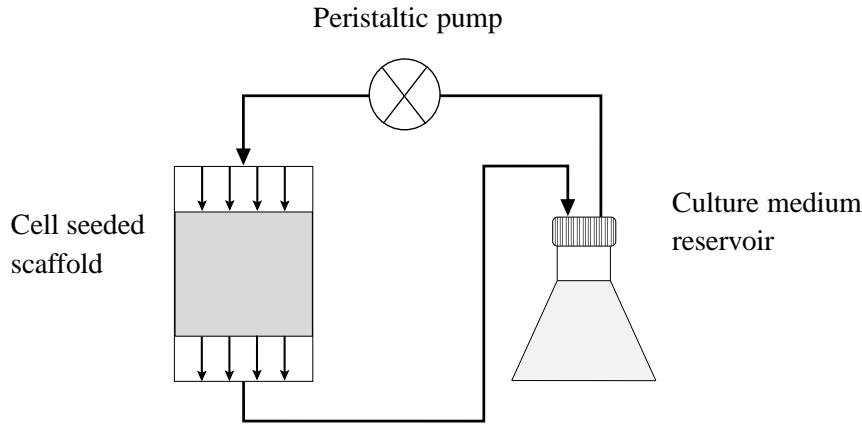 Peristaltic pump
Cell seeded
scaffold
Culture medium
reservoir